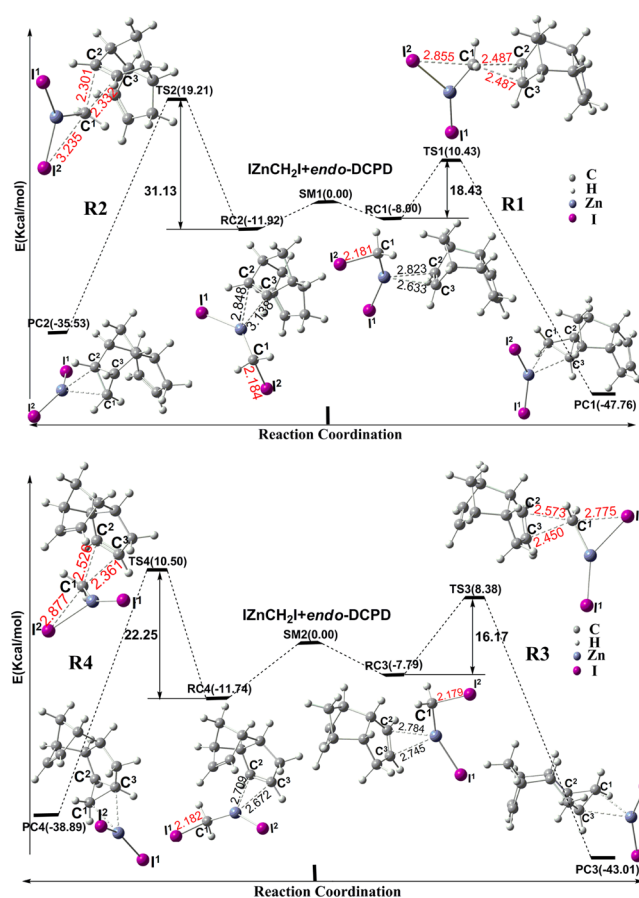 I²
2.855
C¹
2.487
C²
2.487
C³
I¹
TS1(10.43)
C²
C³
I¹
2.301
2.332
C¹
3.235
I²
TS2(19.21)
IZnCH₂I+endo-DCPD
SM1(0.00)
31.13
18.43
R2
R1
RC2(-11.92)
RC1(-8.00)
C
H
Zn
I
E(Kcal/mol)
C¹
2.181
I²
2.823
C²
2.633
C³
I¹
C²
C³
I¹
2.848
3.138
C¹
2.184
I²
PC2(-35.53)
I¹
C²
C³
C¹
I²
C¹
C²
C³
I²
I¹
PC1(-47.76)
Reaction Coordination
C²
C³
2.526
2.361
C¹
2.877
I¹
I²
TS4(10.50)
C²
2.573
H
C¹
2.775
C³
2.450
I¹
TS3(8.38)
IZnCH₂I+endo-DCPD
SM2(0.00)
22.25
16.17
R4
R3
RC4(-11.74)
RC3(-7.79)
C
H
Zn
I
E(Kcal/mol)
2.179
I²
C¹
C²
2.784
C³
2.745
I¹
C²
C³
2.709
2.672
I¹
2.182
C¹
I²
C²
C³
C¹
I²
I¹
PC4(-38.89)
C²
C¹
C³
I
PC3(-43.01)
Reaction Coordination